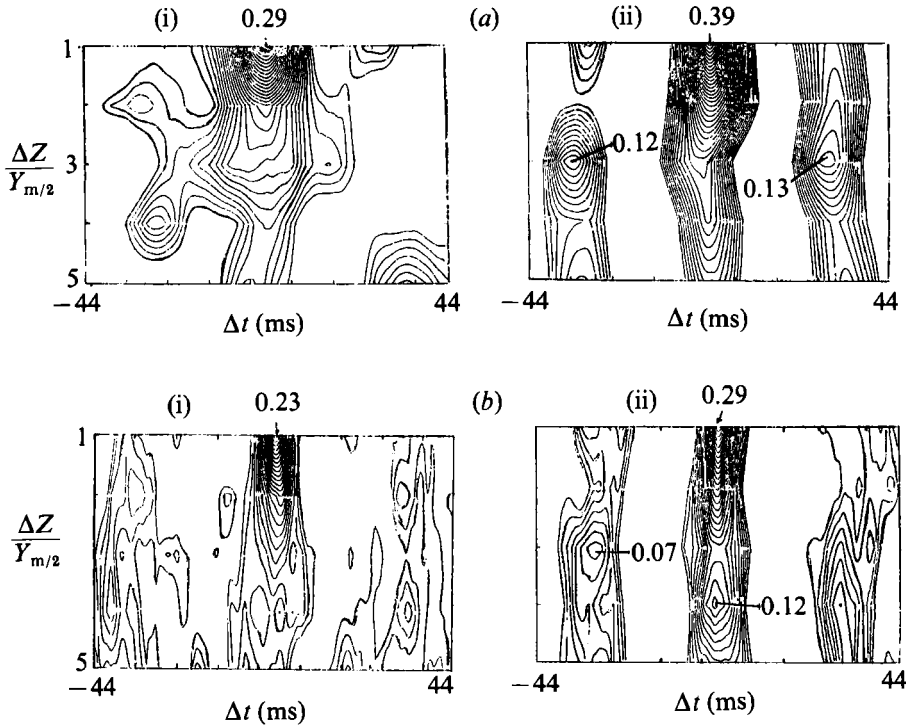 (i) 0.29 (a) (ii) 0.39
1
ΔZ
Y m/2
3
5
0.12
0.13
−44 44 −44 44
Δt (ms) Δt (ms)
(i) 0.23 (b) (ii) 0.29
1
ΔZ
Y m/2
3
5
0.07
0.12
−44 44 −44 44
Δt (ms) Δt (ms)